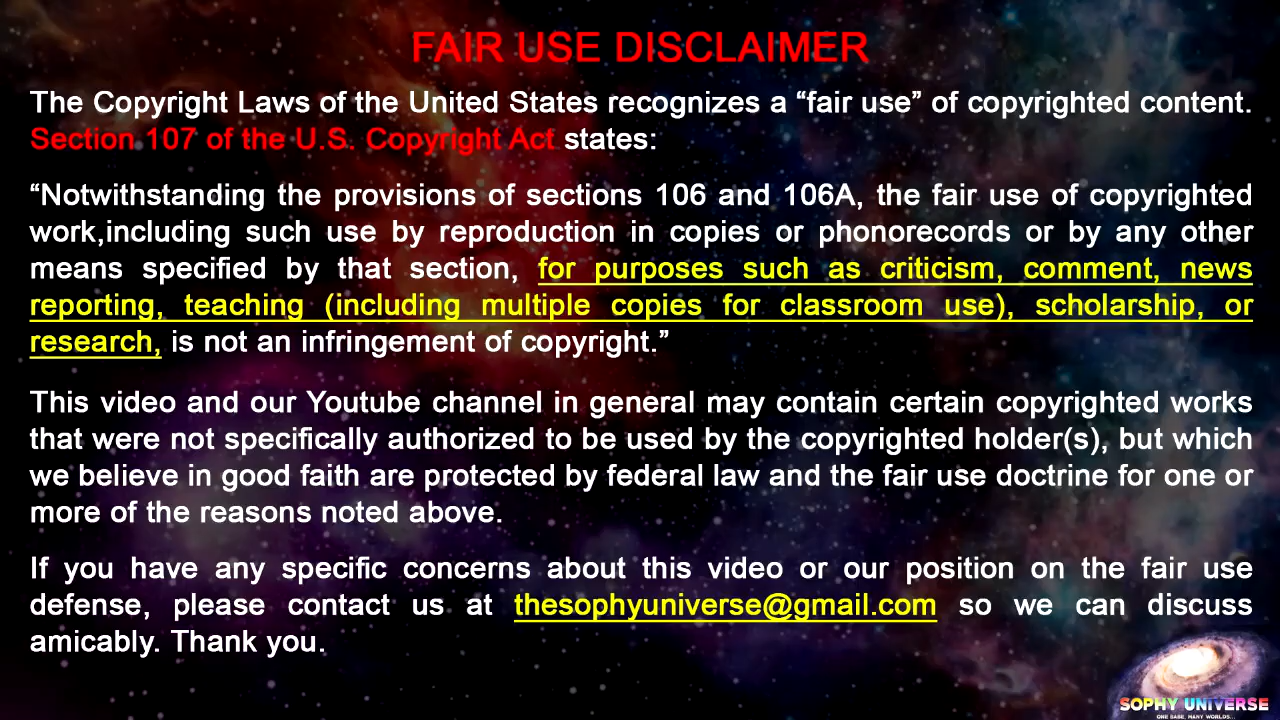 FAIR USE DISCLAIMER
The Copyright Laws of the United States recognizes a “fair use” of copyrighted content.
Section 107 of the U.S. Copyright Act states:
“Notwithstanding the provisions of sections 106 and 106A, the fair use of copyrighted
work,including such use by reproduction in copies or phonorecords or by any other
means specified by that section, for purposes such as criticism, comment, news
reporting, teaching (including multiple copies for classroom use), scholarship, or
research, is not an infringement of copyright.”
This video and our Youtube channel in general may contain certain copyrighted works
that were not specifically authorized to be used by the copyrighted holder(s), but which
we believe in good faith are protected by federal law and the fair use doctrine for one or
more of the reasons noted above.
If you have any specific concerns about this video or our position on the fair use
defense, please contact us at thesophyuniverse@gmail.com so we can discuss
amicably. Thank you.
SOPHY UNIVERSE
ONE BABE, MANY WORLDS...